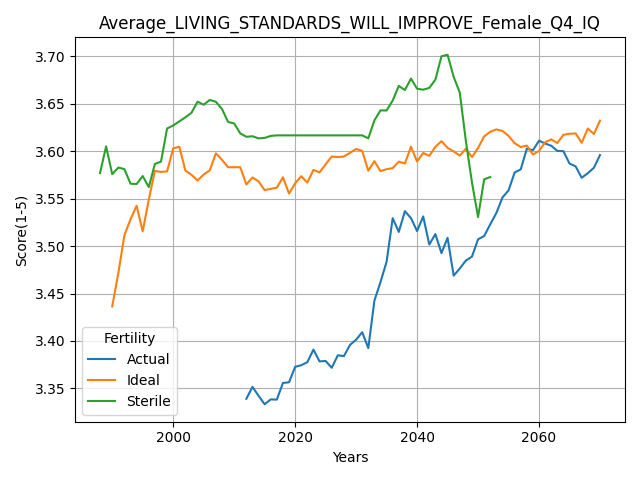 Average_LIVING_STANDARDS_WILL_IMPROVE_Female_Q4_IQ
3.70
3.65
3.60
3.55
3.50
3.45
3.40
3.35
Score(1-5)
Fertility
Actual
Ideal
Sterile
2000
2020
2040
2060
Years